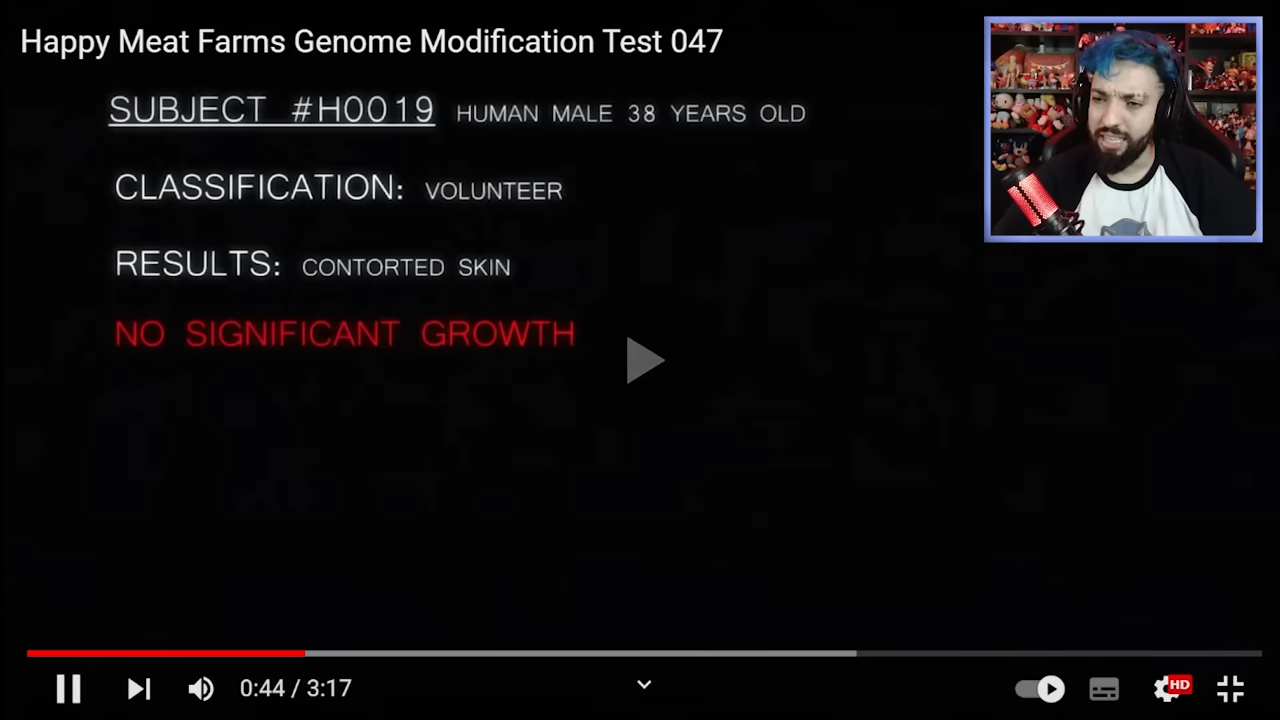 Happy Meat Farms Genome Modification Test 047
SUBJECT #H0019 HUMAN MALE 38 YEARS OLD
CLASSIFICATION: VOLUNTEER
RESULTS: CONTORTED SKIN
NO SIGNIFICANT GROWTH
0:44 / 3:17
HD